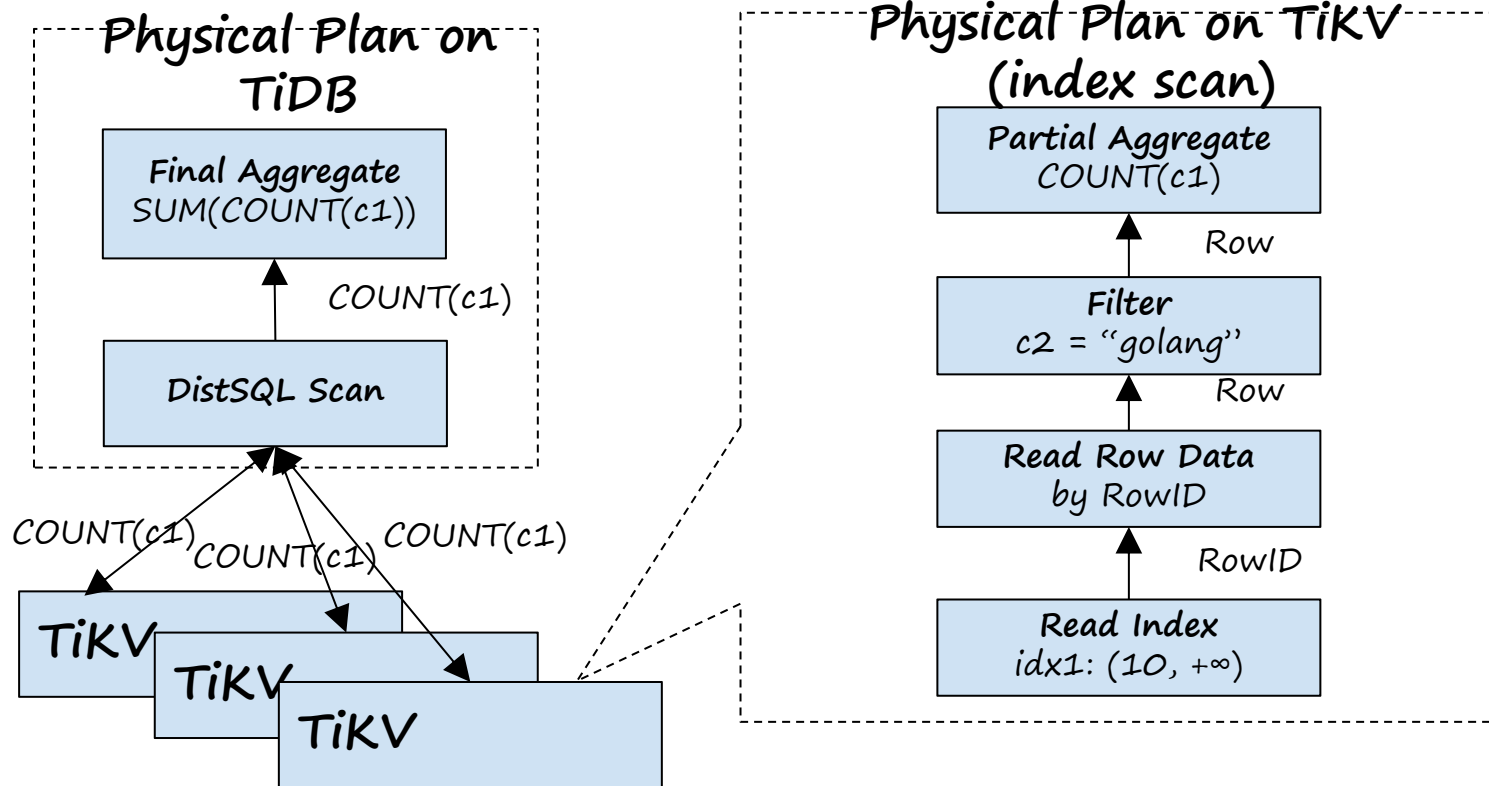 Physical Plan on
TiDB
Final Aggregate
SUM(COUNT(c1))
COUNT(c1)
DistSQL Scan
COUNT(c1)
COUNT(c1)
COUNT(c1)
TiKV
TiKV
TiKV
Physical Plan on TiKV
(index scan)
Partial Aggregate
COUNT(c1)
Row
Filter
c2 = “golang”
Row
Read Row Data
by RowID
RowID
Read Index
idx1: (10, +∞)